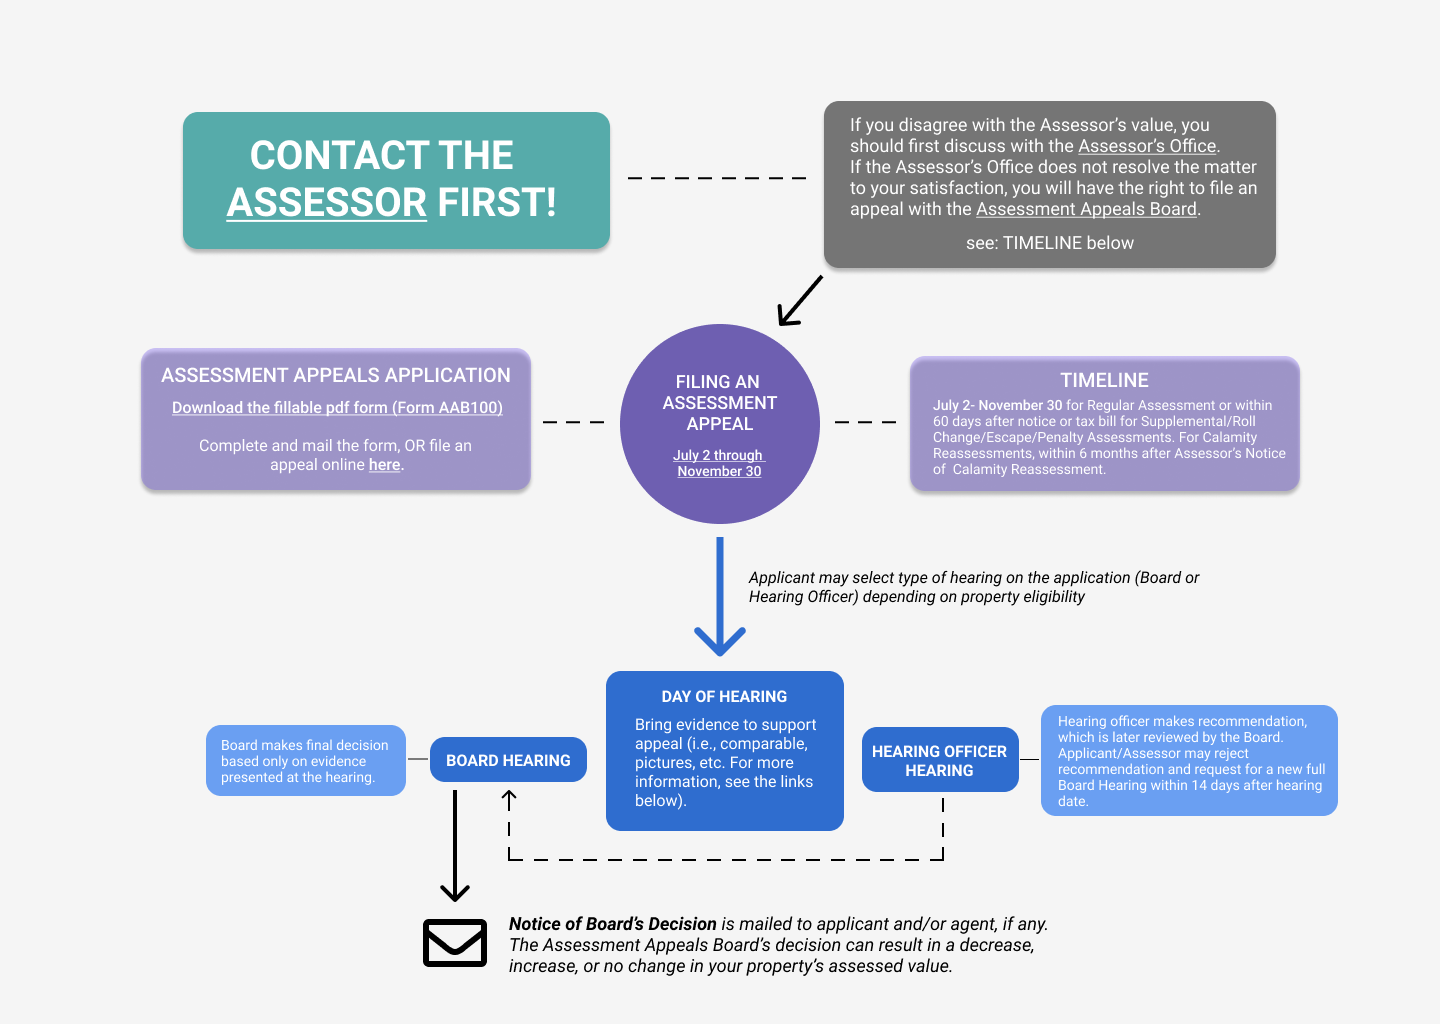 CONTACT THE
ASSESSOR FIRST!
If you disagree with the Assessor's value, you
should first discuss with the Assessor's Office.
If the Assessor's Office does not resolve the matter
to your satisfaction, you will have the right to file an
appeal with the Assessment Appeals Board.
see: TIMELINE below
ASSESSMENT APPEALS APPLICATION
Download the fillable pdf form (Form AAB100)
Complete and mail the form, OR file an
appeal online here.
FILING AN
ASSESSMENT
APPEAL
July 2 through
November 30
TIMELINE
July 2- November 30 for Regular Assessment or within
60 days after notice or tax bill for Supplemental/Roll
Change/Escape/Penalty Assessments. For Calamity
Reassessments, within 6 months after Assessor's Notice
of  Calamity Reassessment.
Applicant may select type of hearing on the application (Board or
Hearing Officer) depending on property eligibility
Board makes final decision
based only on evidence
presented at the hearing.
BOARD HEARING
DAY OF HEARING
Bring evidence to support
appeal (i.e., comparable,
pictures, etc. For more
information, see the links
below).
HEARING OFFICER
HEARING
Hearing officer makes recommendation,
which is later reviewed by the Board.
Applicant/Assessor may reject
recommendation and request for a new full
Board Hearing within 14 days after hearing
date.
Notice of Board's Decision is mailed to applicant and/or agent, if any.
The Assessment Appeals Board's decision can result in a decrease,
increase, or no change in your property's assessed value.